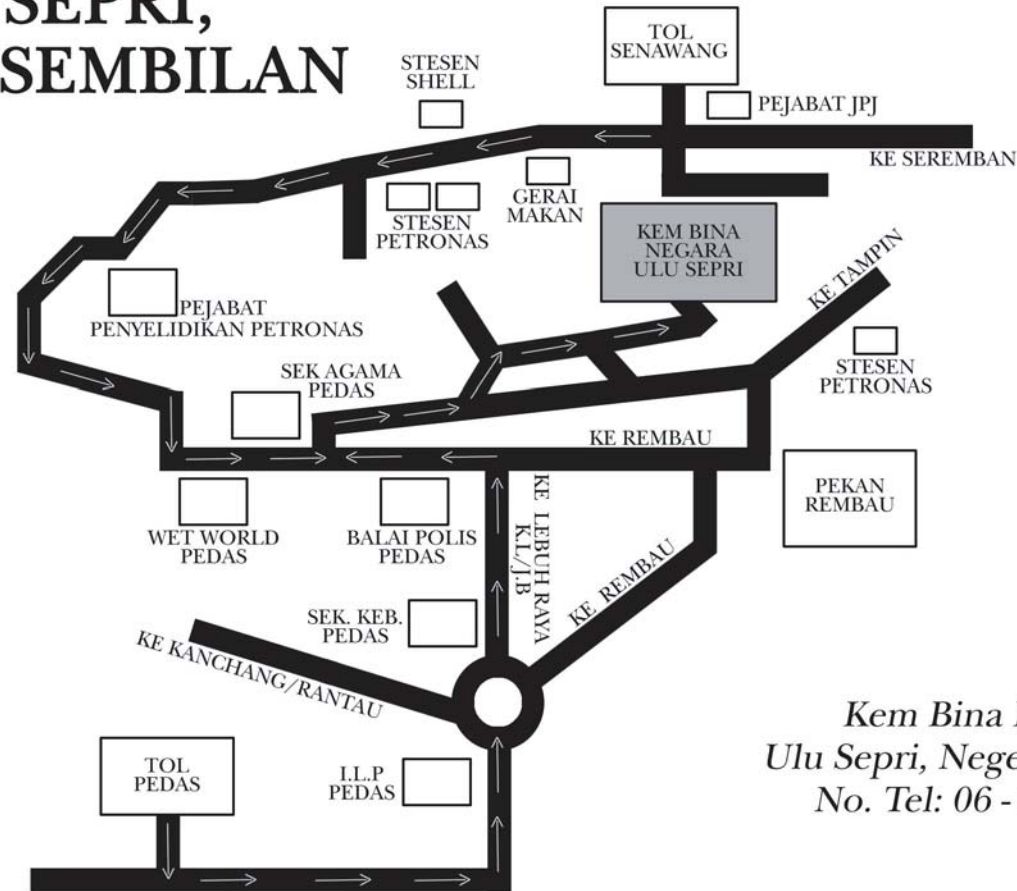 SEPRI,
SEMBILAN
TOL
SENAWANG
STESEN
SHELL
PEJABAT JPJ
KE SEREMBAN
GERAI
MAKAN
STESEN
PETRONAS
KEM BINA
NEGARA
ULU SEPRI
KE TAMPIN
PEJABAT
PENYELIDIKAN PETRONAS
STESEN
PETRONAS
SEK AGAMA
PEDAS
KE REMBAU
PEKAN
REMBAU
WET WORLD
PEDAS
BALAI POLIS
PEDAS
KE LEBUH RAYA
K.L/J.B
KE REMBAU
SEK. KEB.
PEDAS
KE KANCHANG/RANTAU
TOL
PEDAS
I.L.P
PEDAS
Kem Bina
Ulu Sepri, Nege
No. Tel: 06 -